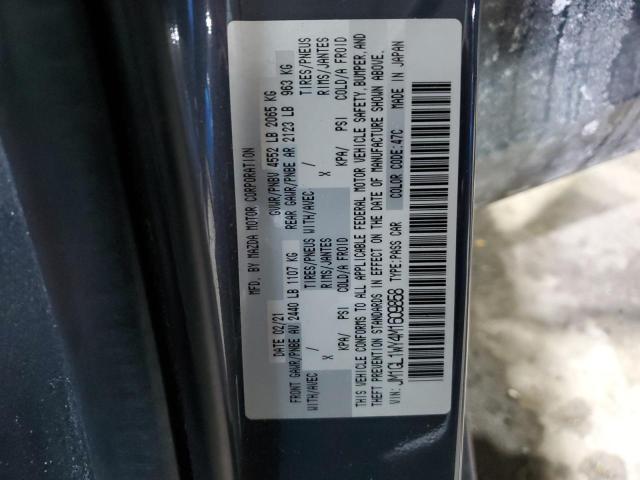 MFD. BY MAZDA MOTOR CORPORATION
DATE 02/21 GVWR/PNBV 4552 LB 2065 KG
FRONT GAWR/PNBE AV 2440 LB 1107 KG REAR GAWR/PNBE AR 2123 LB 963 KG
WITH/AVEC / TIRES/PNEUS WITH/AVEC / TIRES/PNEUS
X RIMS/JANTES X RIMS/JANTES
KPA/ PSI COLD/A FROID KPA/ PSI COLD/A FROID
THIS VEHICLE CONFORMS TO ALL APPLICABLE FEDERAL MOTOR VEHICLE SAFETY, BUMPER, AND
THEFT PREVENTION STANDARDS IN EFFECT ON THE DATE OF MANUFACTURE SHOWN ABOVE.
VIN: JM1GL1WY4M1609858 TYPE:PASS CAR COLOR CODE:47C MADE IN JAPAN